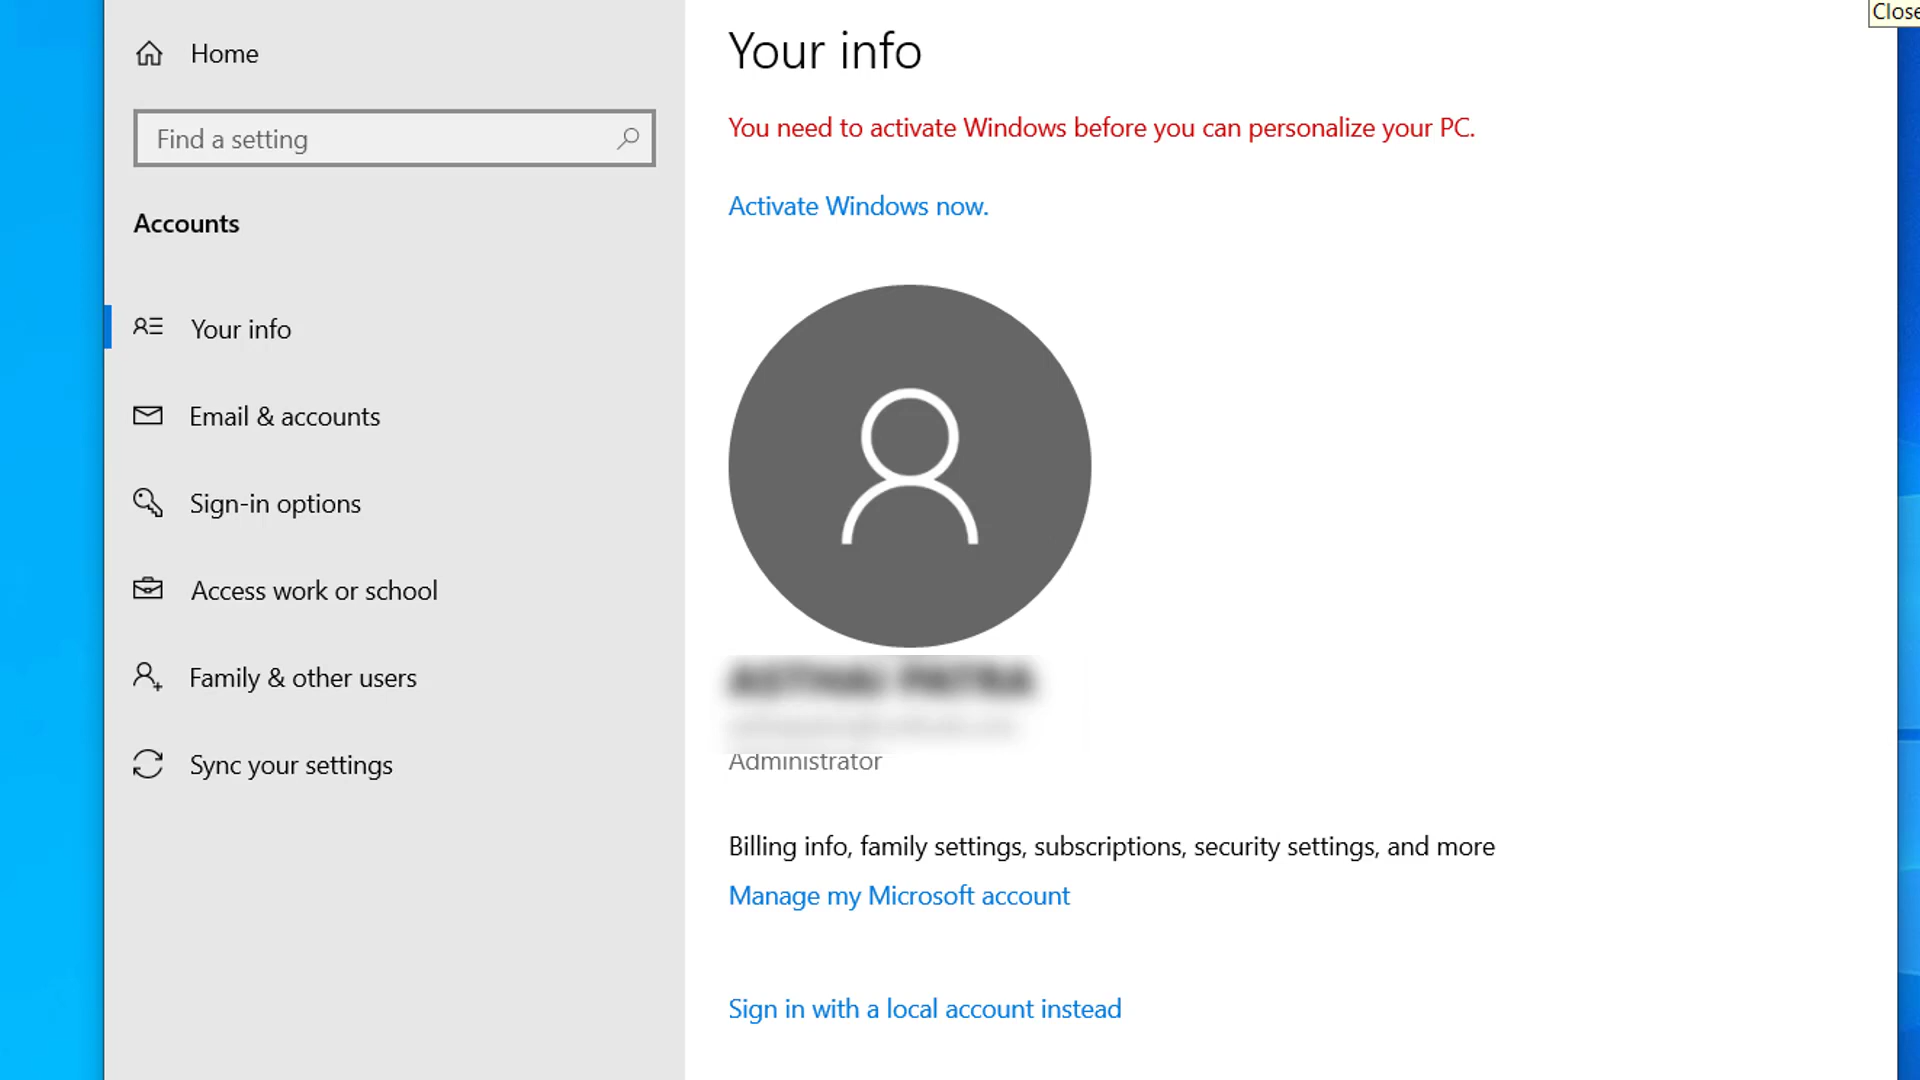 Close
Home
Find a setting
Accounts
Your info
Email & accounts
Sign-in options
Access work or school
Family & other users
Sync your settings
Your info
You need to activate Windows before you can personalize your PC.
Activate Windows now.
Administrator
Billing info, family settings, subscriptions, security settings, and more
Manage my Microsoft account
Sign in with a local account instead